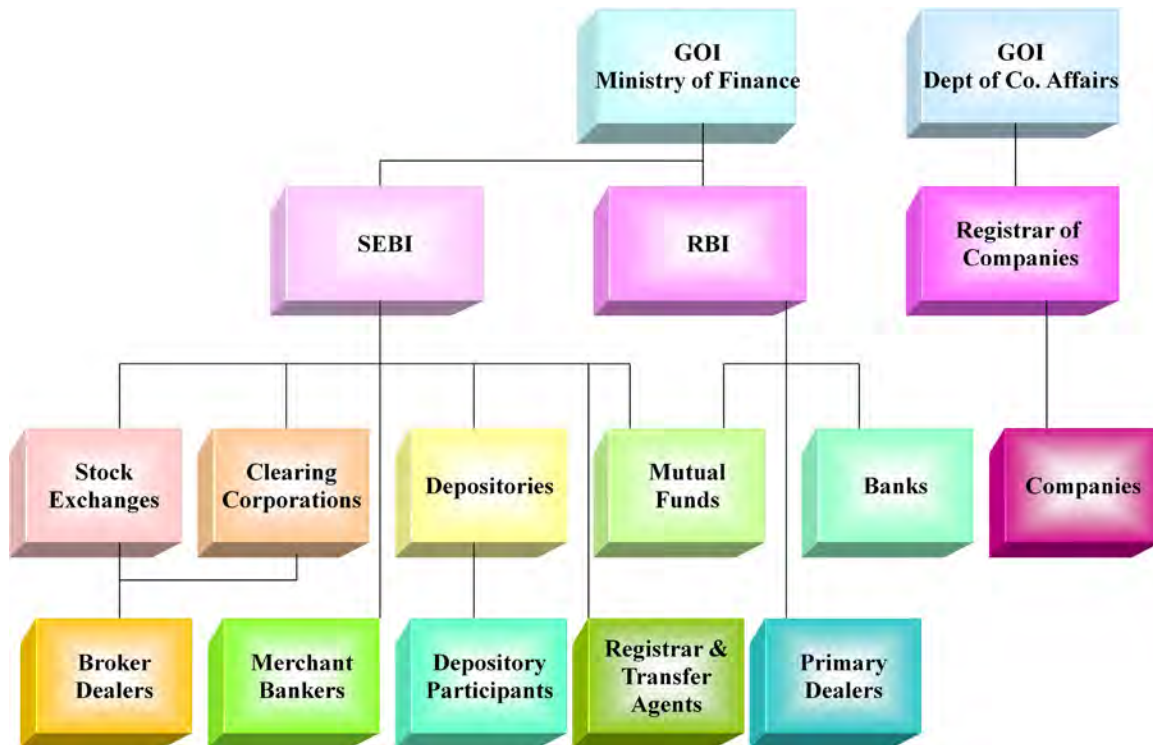 GOI
Ministry of Finance
GOI
Dept of Co. Affairs
SEBI
RBI
Registrar of
Companies
Stock
Exchanges
Clearing
Corporations
Depositories
Mutual
Funds
Banks
Companies
Broker
Dealers
Merchant
Bankers
Depository
Participants
Registrar &
Transfer
Agents
Primary
Dealers